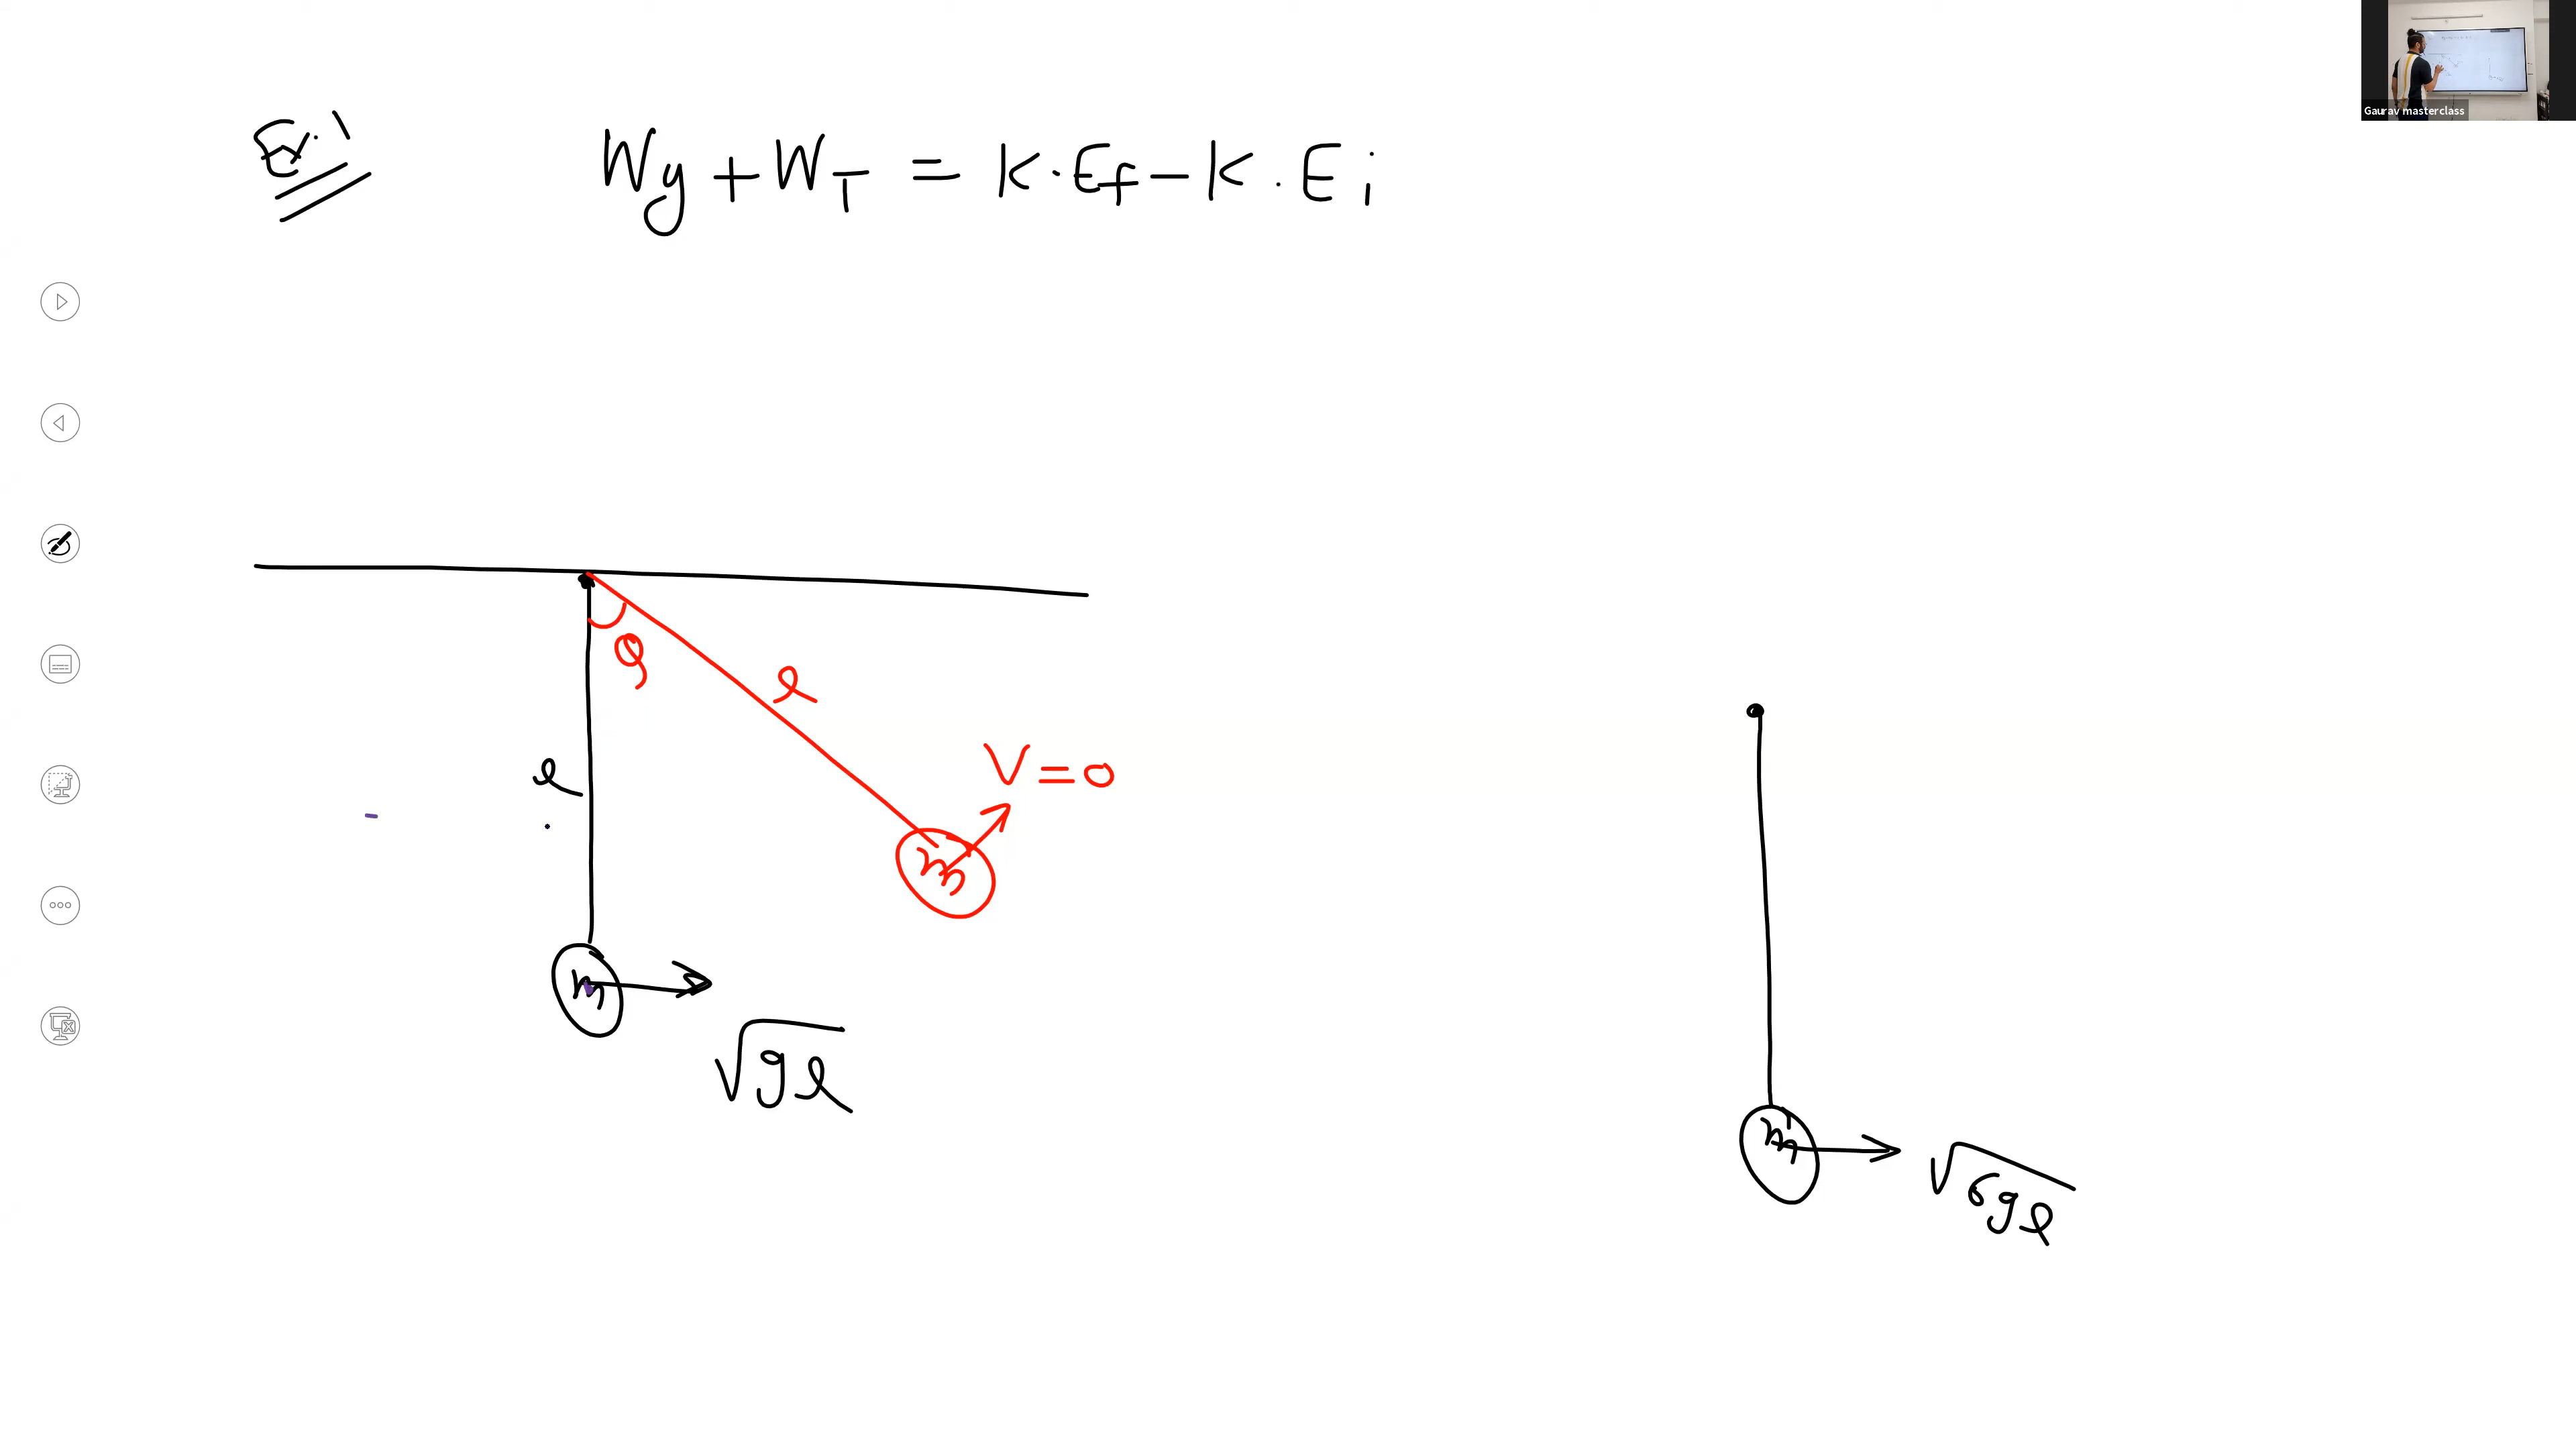 Ex.1
Wg + WT = K.Ef - K.Ei
θ
l
l
V=0
m
m
√gl
m
√6gl
Gaurav masterclass